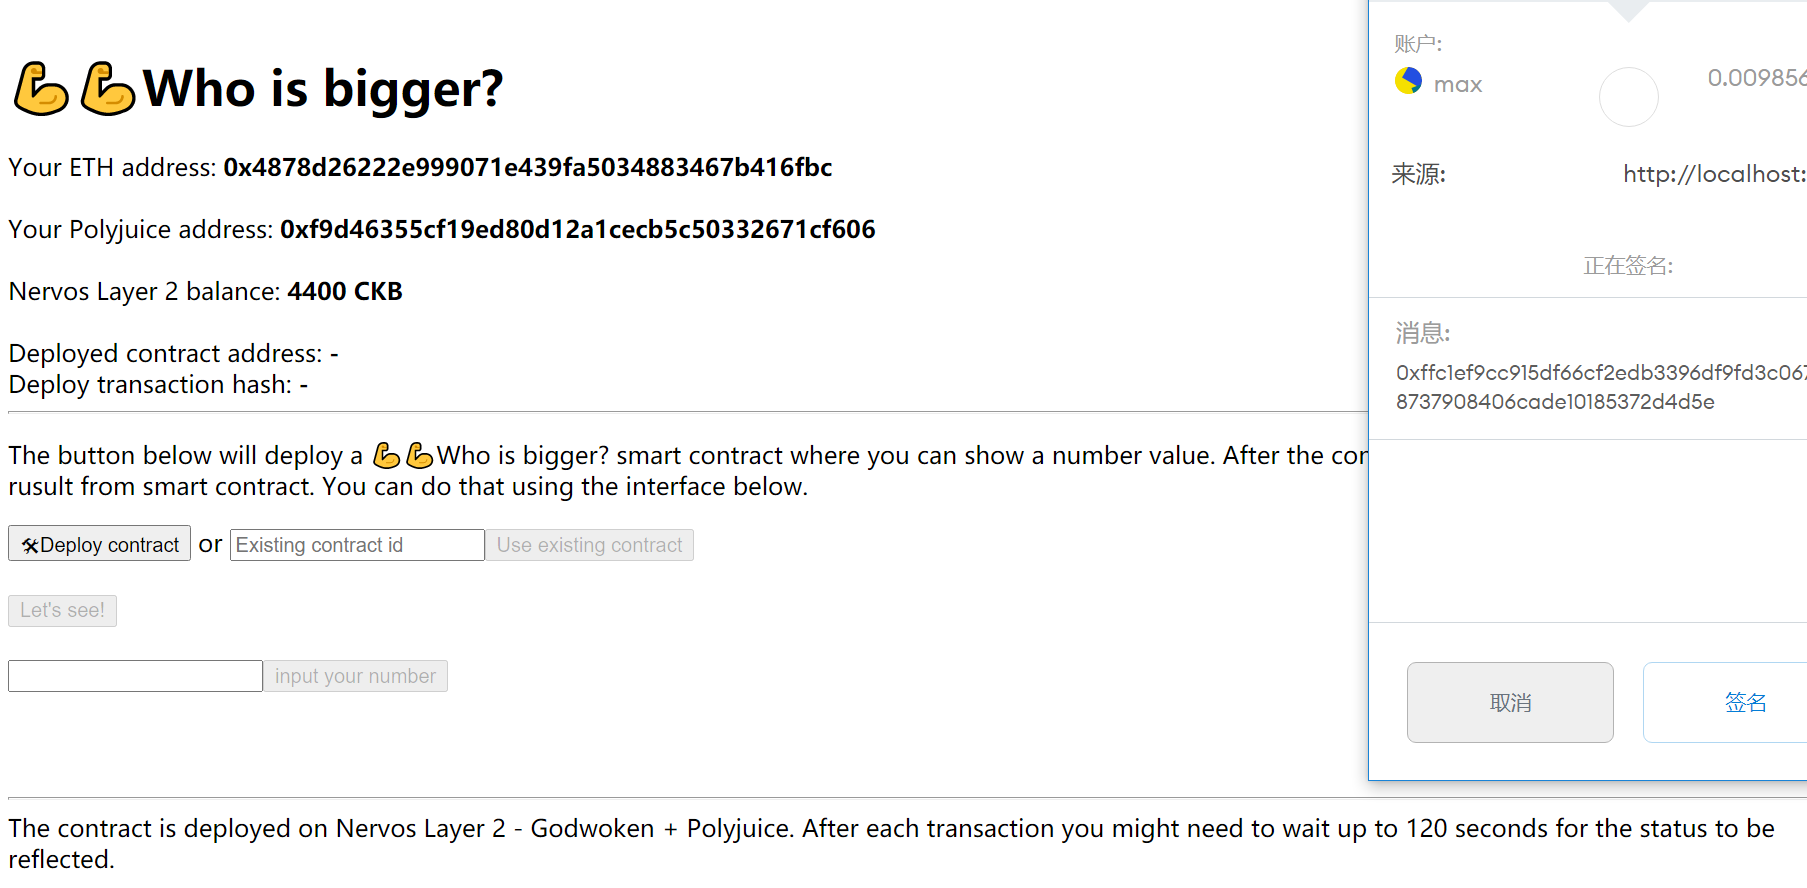 💪💪Who is bigger?
Your ETH address: 0x4878d26222e999071e439fa5034883467b416fbc
Your Polyjuice address: 0xf9d46355cf19ed80d12a1cecb5c50332671cf606
Nervos Layer 2 balance: 4400 CKB
Deployed contract address: -
Deploy transaction hash: -
The button below will deploy a 💪💪Who is bigger? smart contract where you can show a number value. After the con
rusult from smart contract. You can do that using the interface below.
🛠Deploy contract or Existing contract id Use existing contract
Let's see!
input your number
The contract is deployed on Nervos Layer 2 - Godwoken + Polyjuice. After each transaction you might need to wait up to 120 seconds for the status to be
reflected.
账户:
max 0.009856
来源: http://localhost:
正在签名:
消息:
0xffc1ef9cc915df66cf2edb3396df9fd3c067
8737908406cade10185372d4d5e
取消 签名